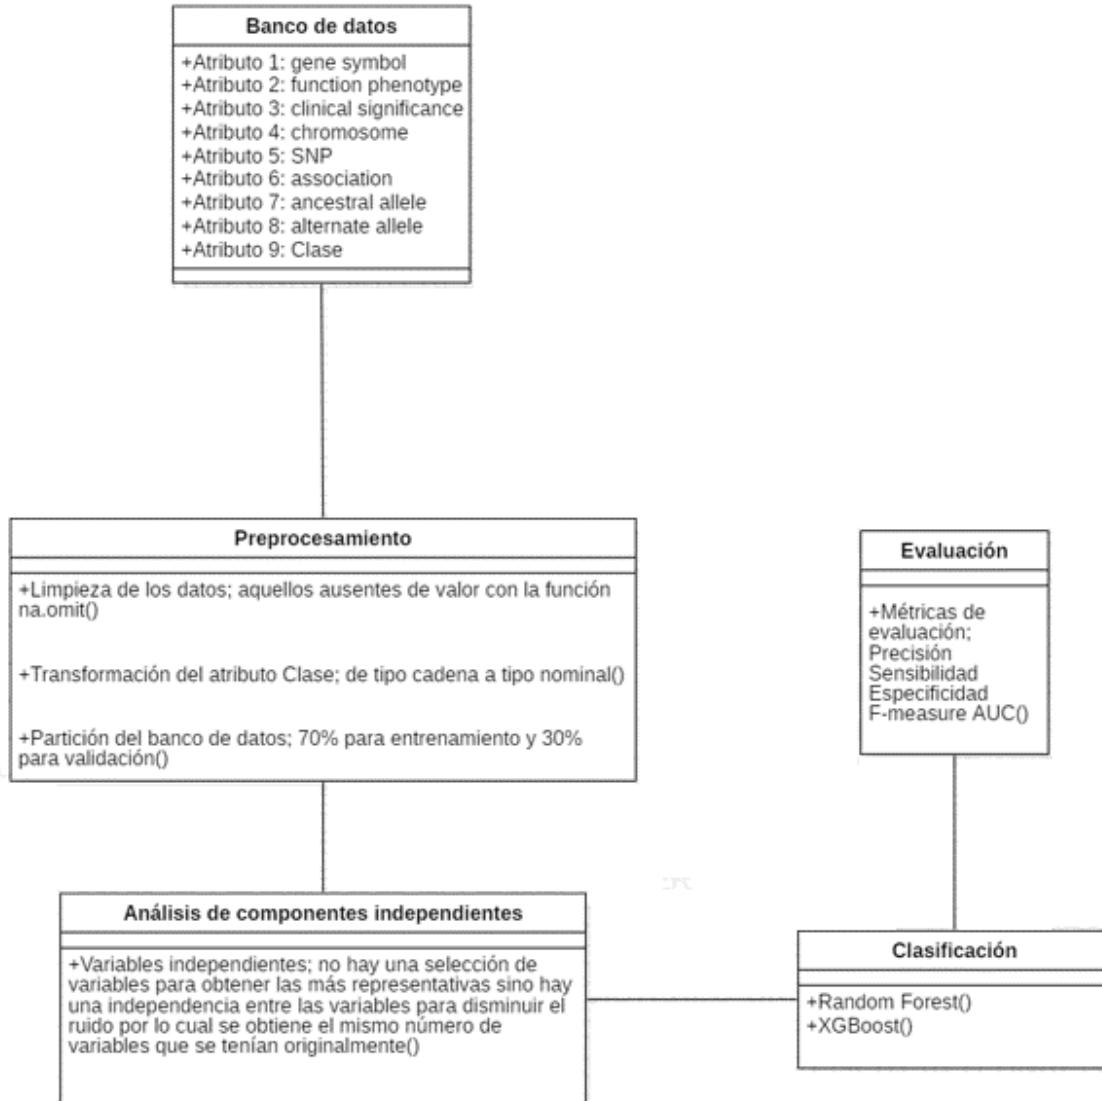 Banco de datos
+Atributo 1: gene symbol
+Atributo 2: function phenotype
+Atributo 3: clinical significance
+Atributo 4: chromosome
+Atributo 5: SNP
+Atributo 6: association
+Atributo 7: ancestral allele
+Atributo 8: alternate allele
+Atributo 9: Clase
Preprocesamiento
+Limpieza de los datos; aquellos ausentes de valor con la función
na.omit()
+Transformación del atributo Clase; de tipo cadena a tipo nominal()
+Partición del banco de datos; 70% para entrenamiento y 30%
para validación()
Análisis de componentes independientes
+Variables independientes; no hay una selección de
variables para obtener las más representativas sino hay
una independencia entre las variables para disminuir el
ruido por lo cual se obtiene el mismo número de
variables que se tenían originalmente()
Clasificación
+Random Forest()
+XGBoost()
Evaluación
+Métricas de
evaluación;
Precisión
Sensibilidad
Especificidad
F-measure AUC()